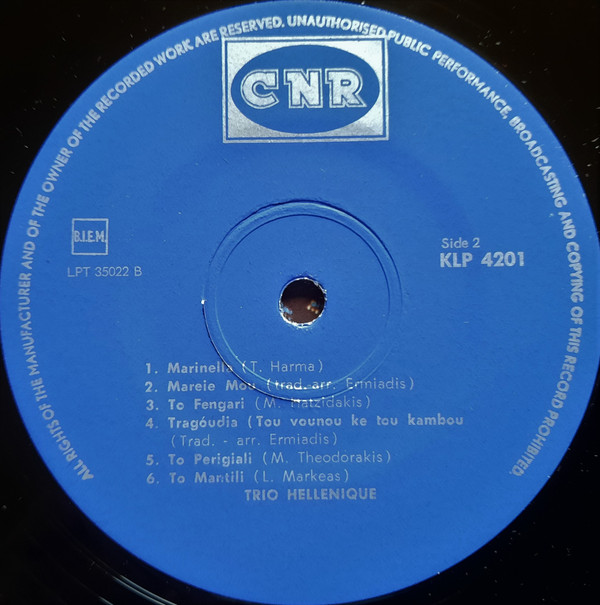 ALL RIGHTS OF THE MANUFACTURER AND OF THE OWNER OF THE RECORDED WORK ARE RESERVED. UNAUTHORISED PUBLIC PERFORMANCE, BROADCASTING AND COPYING OF THIS RECORD PROHIBITED.
CNR
B.I.E.M.
LPT 35022 B
Side 2
KLP 4201
1. Marinella (T. Harma)
2. Mareie Mou (trad.-arr. Ermiadis)
3. To Fengari (M. Hatzidakis)
4. Tragóudia (Tou vounou ke tou kambou
(Trad. - arr. Ermiadis)
5. To Perigiali (M. Theodorakis)
6. To Mantili (L. Markeas)
TRIO HELLENIQUE